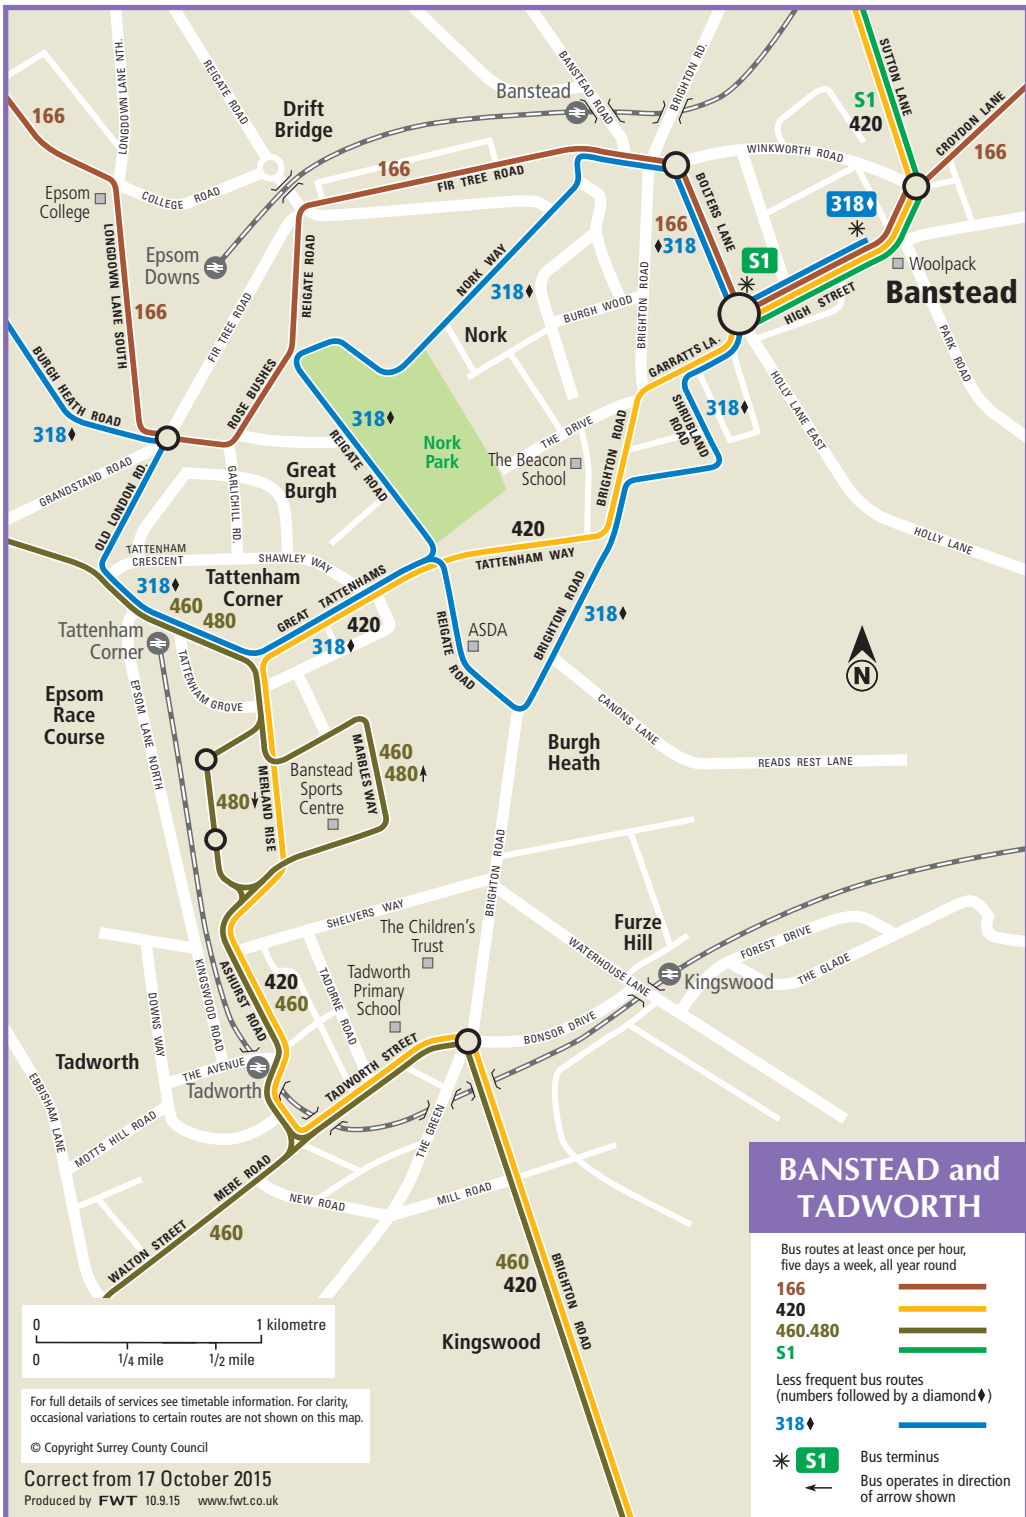 LONGDOWN LANE NTH.
REIGATE ROAD
BANSTEAD ROAD
BRIGHTON RD.
SUTTON LANE
Banstead
Drift
Bridge
166
S1
420
CROYDON LANE
166
WINKWORTH ROAD
166
FIR TREE ROAD
COLLEGE ROAD
Epsom
College
BOLTERS LANE
318♦
166
♦318
Epsom
Downs
LONGDOWN LANE SOUTH
REIGATE ROAD
NORK WAY
S1
Woolpack
Banstead
318♦
HIGH STREET
BURGH WOOD
BRIGHTON ROAD
166
FIR TREE ROAD
Nork
GARRATTS LA.
PARK ROAD
BURGH HEATH ROAD
ROSE BUSHES
HOLLY LANE EAST
318♦
318♦
SHRUBLAND
ROAD
318♦
REIGATE ROAD
Nork
Park
THE DRIVE
BRIGHTON ROAD
The Beacon
School
GRANDSTAND ROAD
Great
Burgh
GARLICHILL RD.
OLD LONDON RD.
420
TATTENHAM WAY
HOLLY LANE
TATTENHAM
CRESCENT
SHAWLEY WAY
Tattenham
Corner
GREAT TATTENHAMS
318♦
460
480
420
318♦
REIGATE ROAD
ASDA
BRIGHTON ROAD
318♦
Tattenham
Corner
TATTENHAM GROVE
N
Epsom
Race
Course
EPSOM LANE NORTH
CANONS LANE
Burgh
Heath
READS REST LANE
MARBLES WAY
460
480
Banstead
Sports
Centre
480
MERLAND RISE
BRIGHTON ROAD
SHELVERS WAY
The Children's
Trust
Furze
Hill
FOREST DRIVE
WATERHOUSE LANE
THE GLADE
Kingswood
ASHURST ROAD
KINGSWOOD ROAD
DOWNS WAY
420
460
TADORNE ROAD
Tadworth
Primary
School
BONSOR DRIVE
TADWORTH STREET
Tadworth
THE AVENUE
Tadworth
EBBISHAM LANE
MOTTS HILL ROAD
THE GREEN
MERE ROAD
NEW ROAD
MILL ROAD
WALTON STREET
460
460
420
BRIGHTON ROAD
Kingswood
BANSTEAD and
TADWORTH
Bus routes at least once per hour,
five days a week, all year round
166
420
460.480
S1
Less frequent bus routes
(numbers followed by a diamond♦)
318♦
S1 Bus terminus
Bus operates in direction
of arrow shown
0 1 kilometre
0 1/4 mile 1/2 mile
For full details of services see timetable information. For clarity,
occasional variations to certain routes are not shown on this map.
© Copyright Surrey County Council
Correct from 17 October 2015
Produced by FWT 10.9.15 www.fwt.co.uk